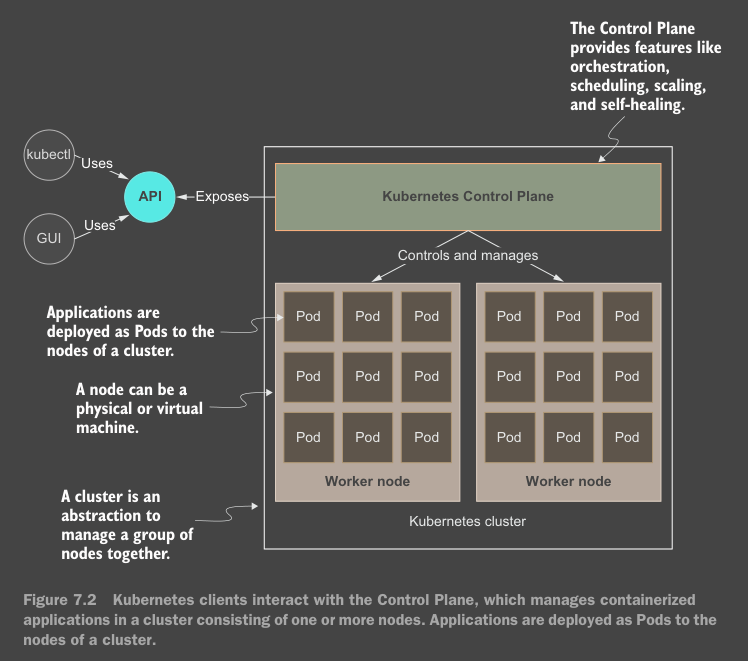 The Control Plane
provides features like
orchestration,
scheduling, scaling,
and self-healing.
kubectl
Uses
API
Exposes
Kubernetes Control Plane
Uses
GUI
Controls and manages
Applications are
deployed as Pods to the
nodes of a cluster.
Pod Pod Pod Pod Pod Pod
A node can be a
physical or virtual
machine.
Pod Pod Pod Pod Pod Pod
Pod Pod Pod Pod Pod Pod
Worker node Worker node
A cluster is an
abstraction to
manage a group of
nodes together.
Kubernetes cluster
Figure 7.2 Kubernetes clients interact with the Control Plane, which manages containerized
applications in a cluster consisting of one or more nodes. Applications are deployed as Pods to the
nodes of a cluster.